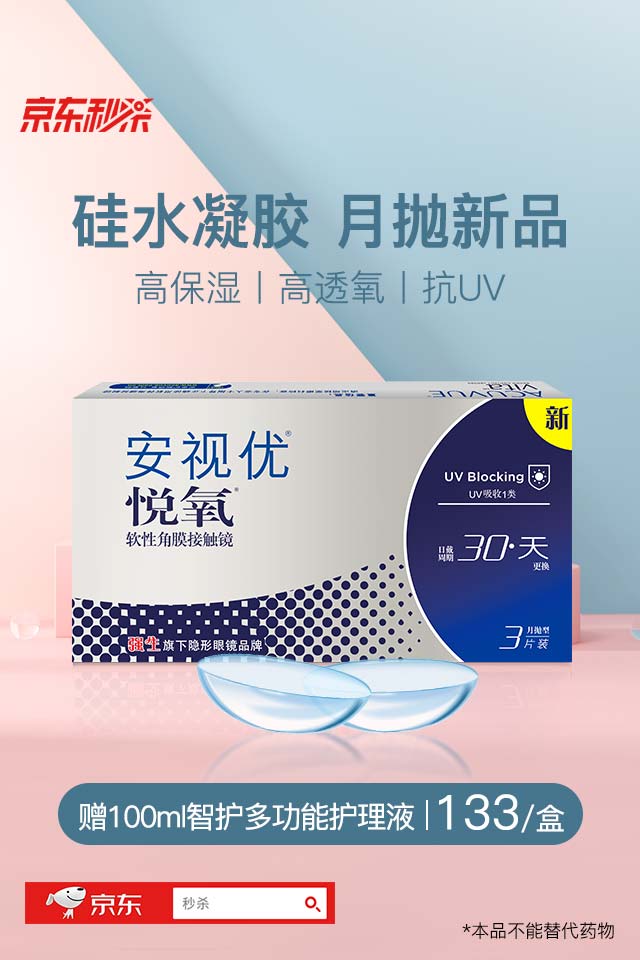 京东秒杀
硅水凝胶 月抛新品
高保湿 | 高透氧 | 抗UV
ACUVUE
Vita
新
安视优®
悦氧®
软性角膜接触镜
UV Blocking
UV吸收1类
日戴
周期
30·天
更换
强生旗下隐形眼镜品牌
3
月抛型
片装
赠100ml智护多功能护理液 | 133/盒
京东
秒杀
*本品不能替代药物